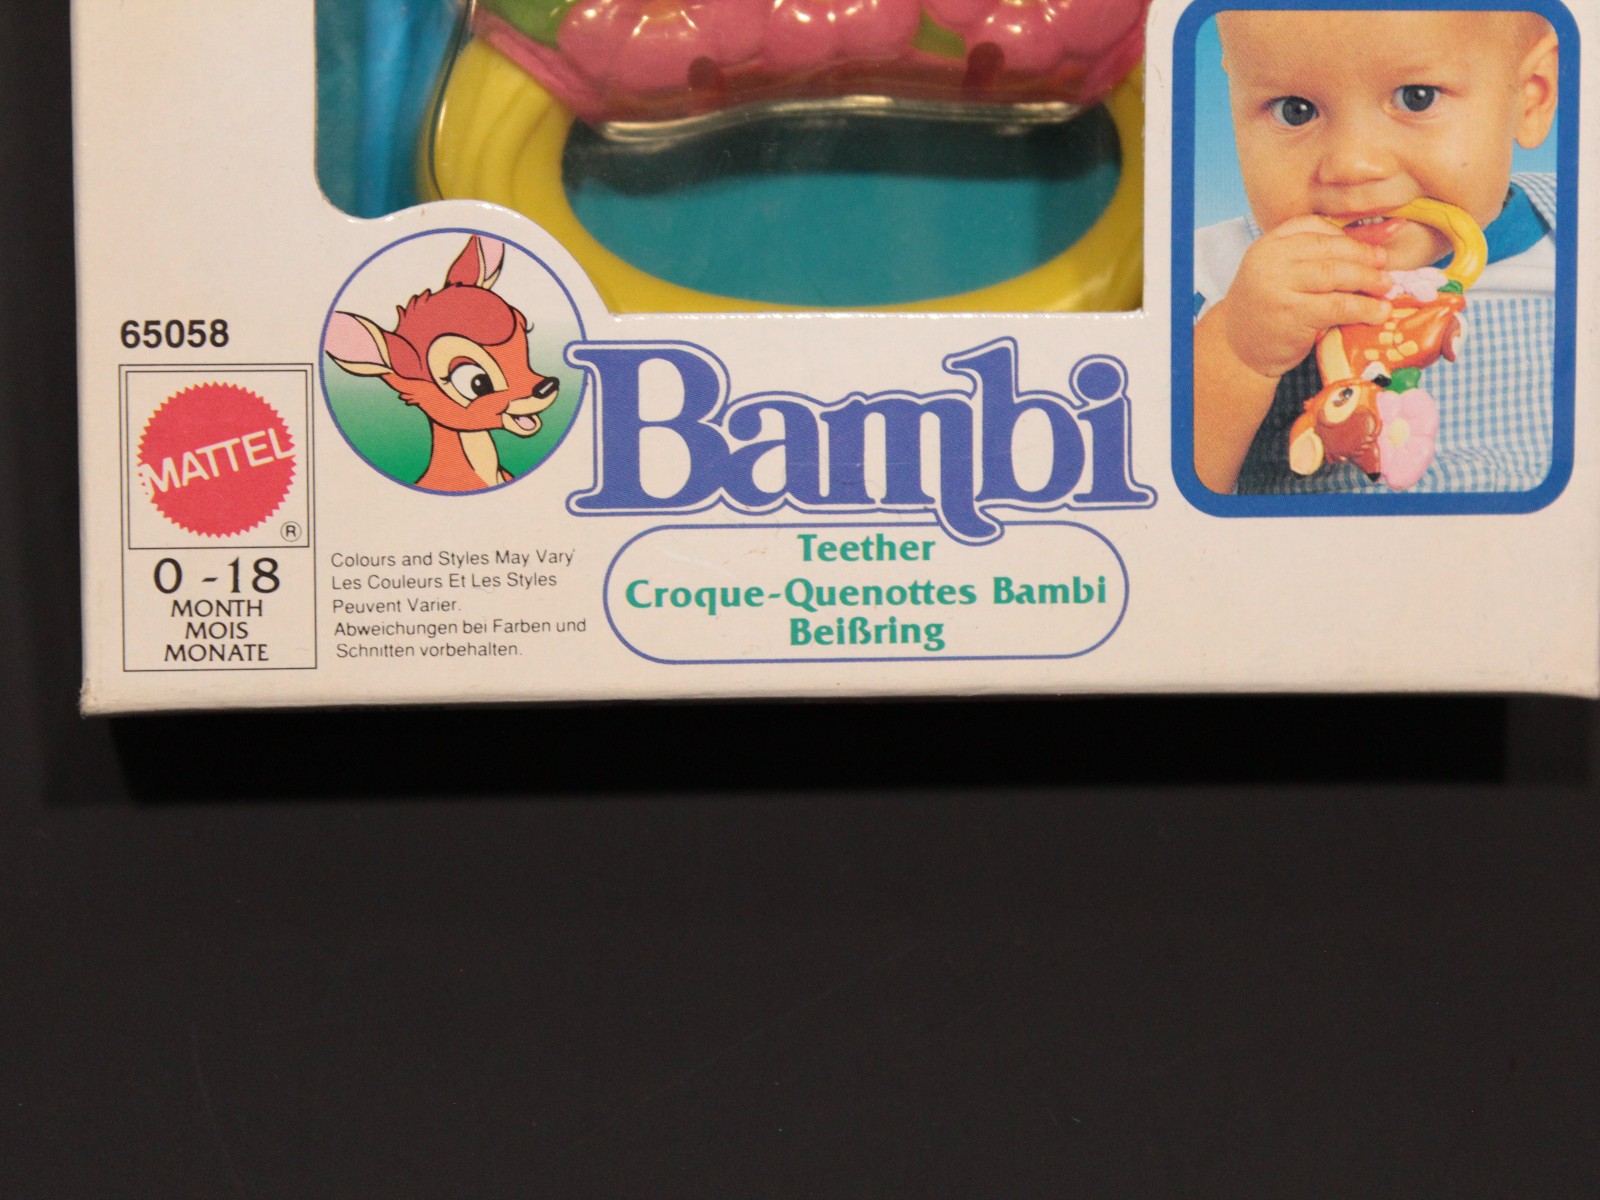 65058
MATTEL
®
0 -18
MONTH
MOIS
MONATE
Colours and Styles May Vary
Les Couleurs Et Les Styles
Peuvent Varier.
Abweichungen bei Farben und
Schnitten vorbehalten.
Bambi
Teether
Croque-Quenottes Bambi
Beißring